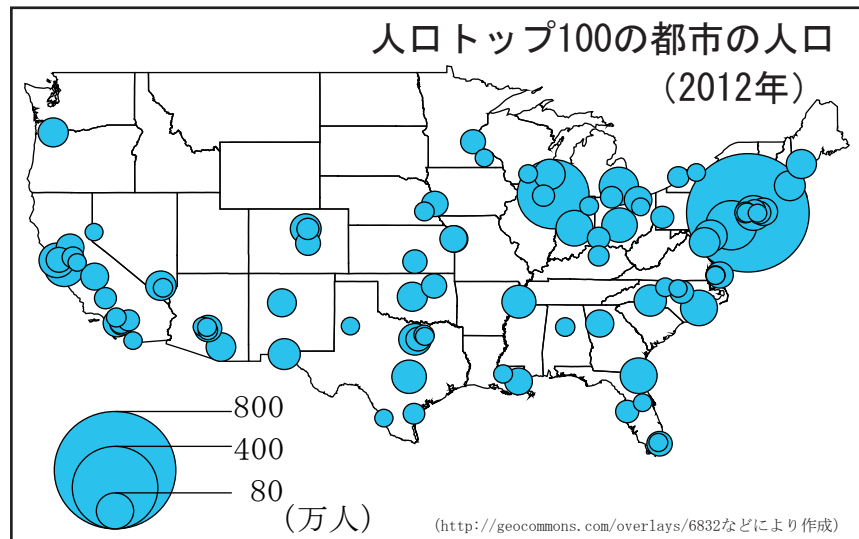 人口トップ100の都市の人口
(2012年)
800
400
80
(万人)
(http://geocommons.com/overlays/6832などにより作成)